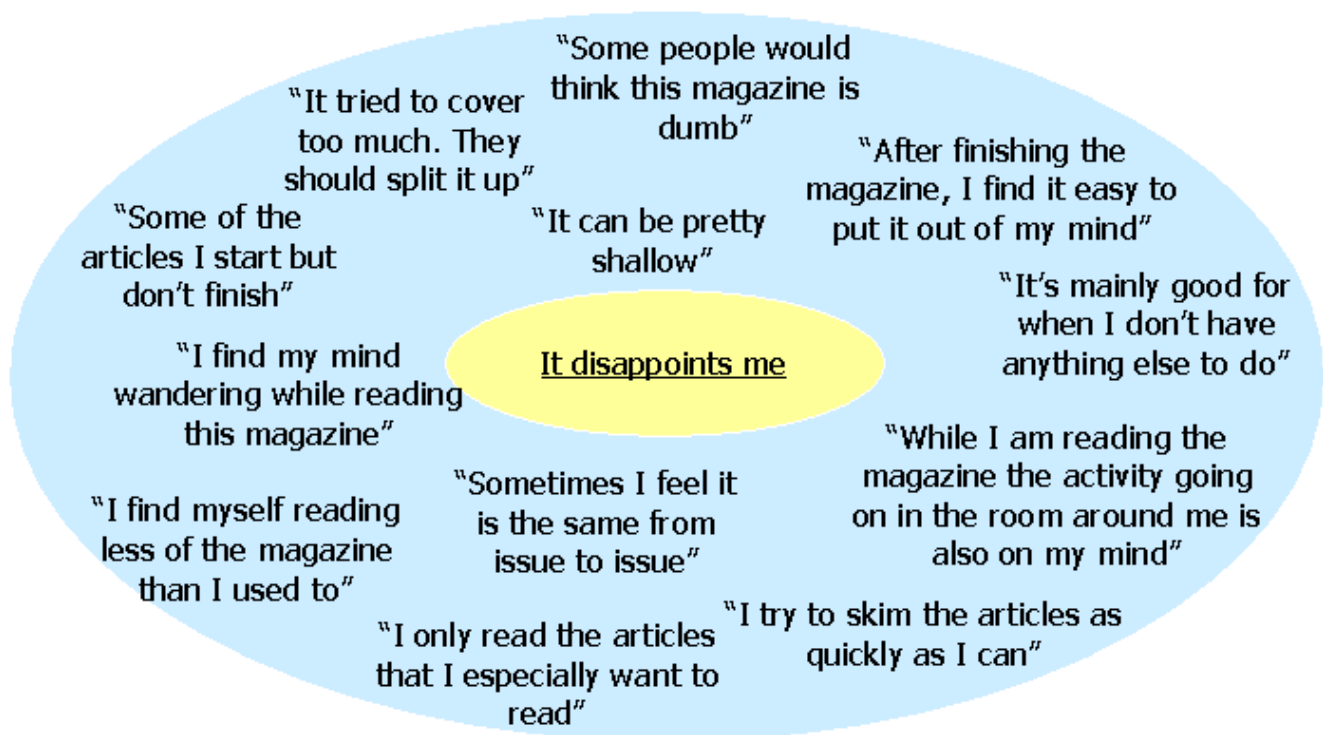 “Some people would
think this magazine is
dumb”
“It tried to cover
too much. They
should split it up”
“After finishing the
magazine, I find it easy to
put it out of my mind”
“Some of the
articles I start but
don’t finish”
“It can be pretty
shallow”
“It’s mainly good for
when I don’t have
anything else to do”
“I find my mind
wandering while reading
this magazine”
It disappoints me
“While I am reading the
magazine the activity going
on in the room around me is
also on my mind”
“Sometimes I feel it
is the same from
issue to issue”
“I find myself reading
less of the magazine
than I used to”
“I try to skim the articles as
quickly as I can”
“I only read the articles
that I especially want to
read”